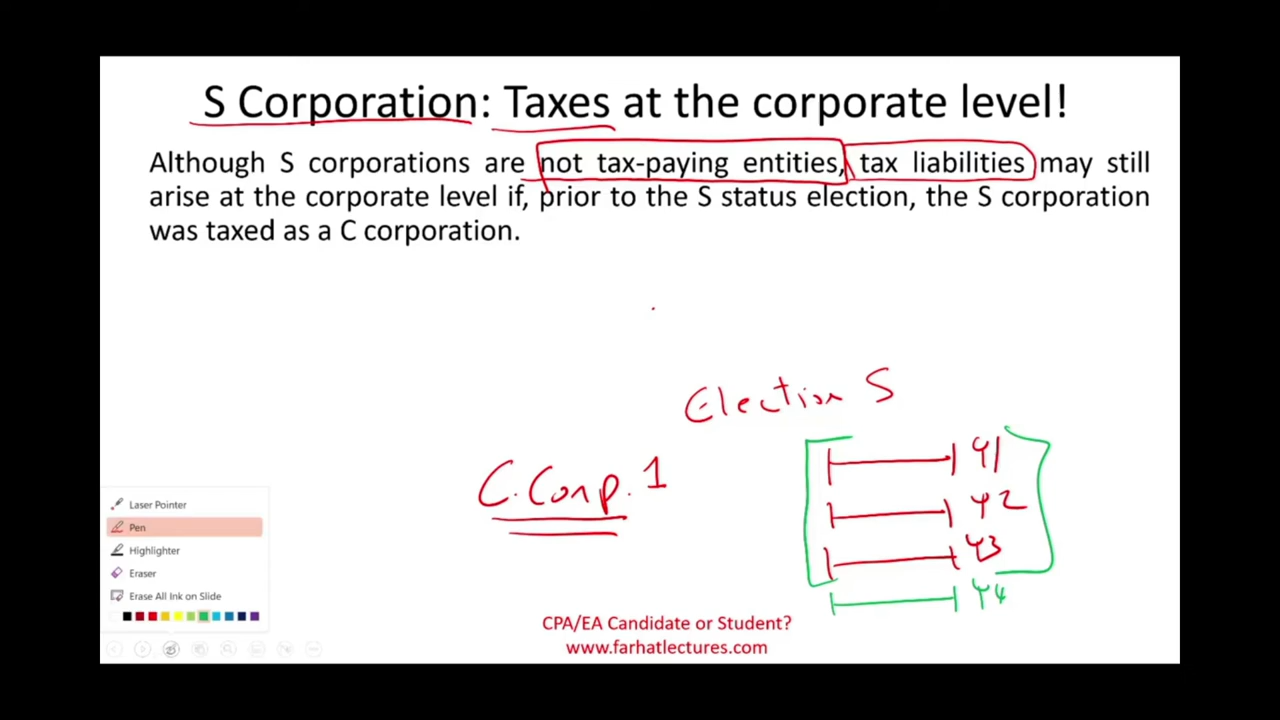 S Corporation: Taxes at the corporate level!
Although S corporations are not tax-paying entities, tax liabilities may still
arise at the corporate level if, prior to the S status election, the S corporation
was taxed as a C corporation.
Election S
C.Corp. 1
Y1
Y2
Y3
Y4
Laser Pointer
Pen
Highlighter
Eraser
Erase All Ink on Slide
CPA/EA Candidate or Student?
www.farhatlectures.com